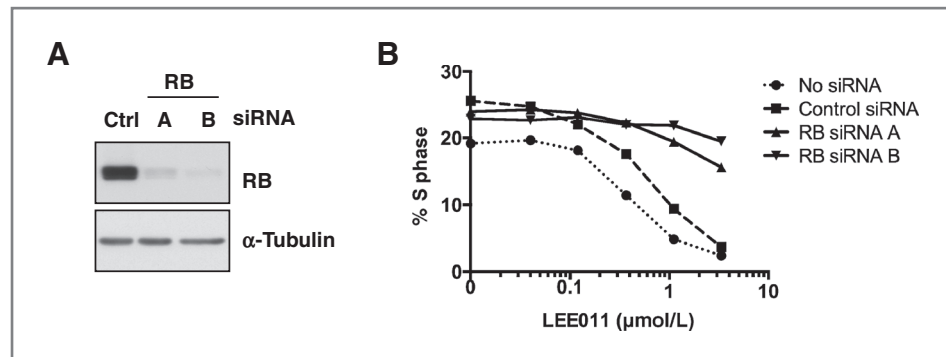 A
RB
Ctrl A B siRNA
RB
α-Tubulin
B
30
20
10
0
% S phase
0 0.1 1 10
LEE011 (µmol/L)
No siRNA
Control siRNA
RB siRNA A
RB siRNA B